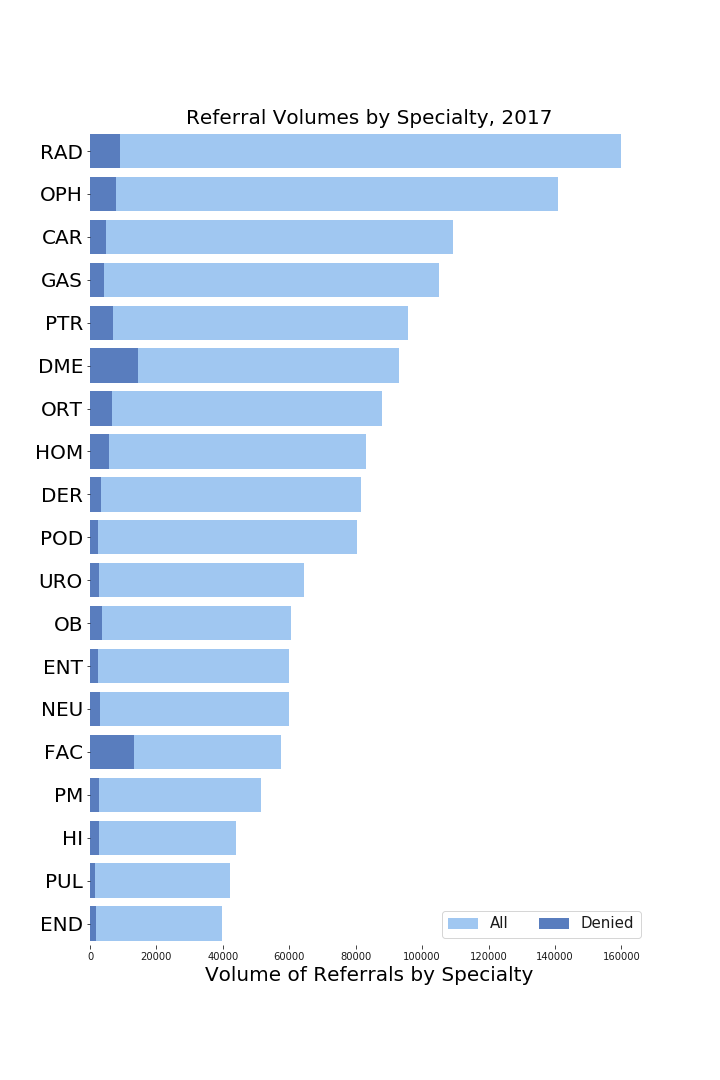 Referral Volumes by Specialty, 2017
RAD
OPH
CAR
GAS
PTR
DME
ORT
HOM
DER
POD
URO
OB
ENT
NEU
FAC
PM
HI
PUL
END
All Denied
0 20000 40000 60000 80000 100000 120000 140000 160000
Volume of Referrals by Specialty